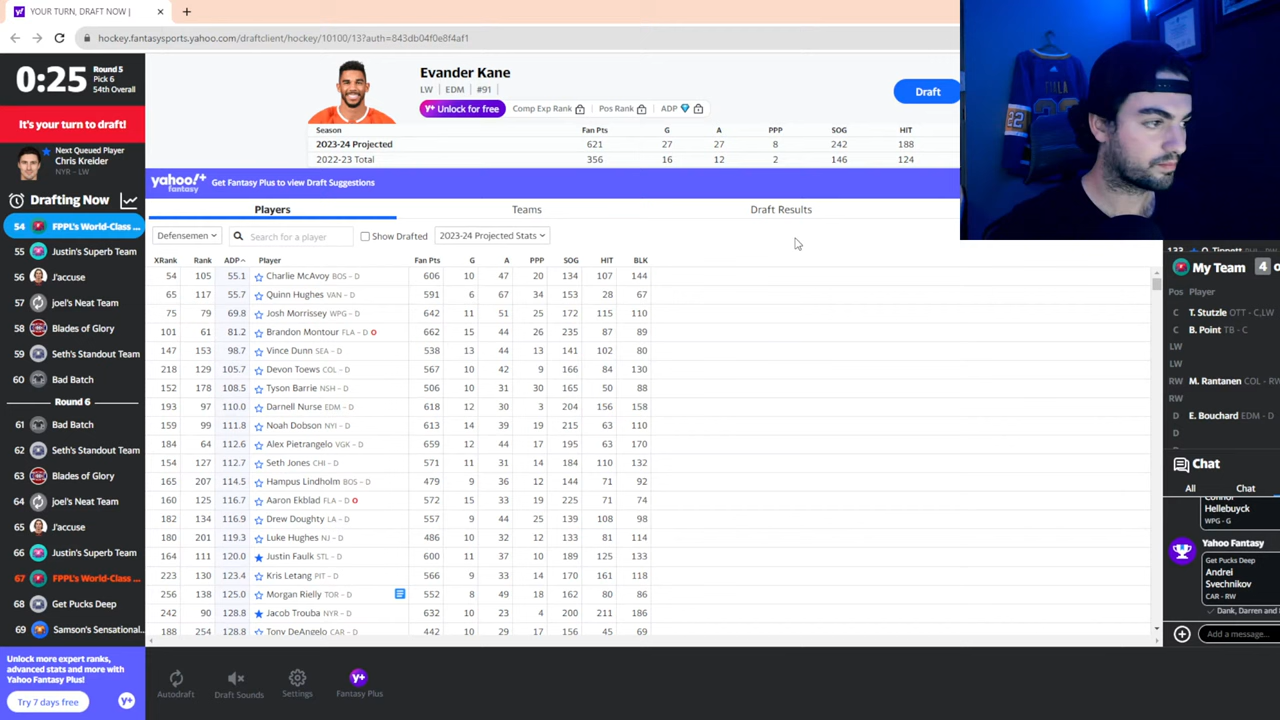 YOUR TURN, DRAFT NOW |
hockey.fantasysports.yahoo.com/draftclient/hockey/10100/13?auth=843db04f0e8f4af1
0:25
Round 5
Pick 6
54th Overall
It's your turn to draft!
Next Queued Player
Chris Kreider
NYR - LW
Drafting Now
54 FPPL's World-Class ...
55 Justin's Superb Team
56 J'accuse
57 joel's Neat Team
58 Blades of Glory
59 Seth's Standout Team
60 Bad Batch
Round 6
61 Bad Batch
62 Seth's Standout Team
63 Blades of Glory
64 joel's Neat Team
65 J'accuse
66 Justin's Superb Team
67 FPPL's World-Class ...
68 Get Pucks Deep
69 Samson's Sensational
Unlock more expert ranks,
advanced stats and more with
Yahoo Fantasy Plus!
Try 7 days free
Y+
Evander Kane
LW | EDM | #91
Y+ Unlock for free Comp Exp Rank Pos Rank ADP
Draft
Season Fan Pts G A PPP SOG HIT
2023-24 Projected 621 27 27 8 242 188
2022-23 Total 356 16 12 2 146 124
yahoo!+
fantasy
Get Fantasy Plus to view Draft Suggestions
Players Teams Draft Results
Defensemen Search for a player Show Drafted 2023-24 Projected Stats
XRank Rank ADP Player Fan Pts G A PPP SOG HIT BLK
54 105 55.1 Charlie McAvoy BOS - D 606 10 47 20 134 107 144
65 117 55.7 Quinn Hughes VAN - D 591 6 67 34 153 28 67
75 79 69.8 Josh Morrissey WPG - D 642 11 51 25 172 115 110
101 61 81.2 Brandon Montour FLA - D O 662 15 44 26 235 87 89
147 153 98.7 Vince Dunn SEA - D 538 13 44 13 141 102 80
218 129 105.7 Devon Toews COL - D 567 10 42 9 166 84 130
152 178 108.5 Tyson Barrie NSH - D 506 10 31 30 165 50 88
193 97 110.0 Darnell Nurse EDM - D 618 12 30 3 204 156 158
159 99 111.8 Noah Dobson NYI - D 613 14 39 19 215 63 110
184 64 112.6 Alex Pietrangelo VGK - D 659 12 44 17 195 63 170
154 127 112.7 Seth Jones CHI - D 571 11 31 14 184 110 132
165 207 114.5 Hampus Lindholm BOS - D 479 9 36 12 144 71 92
160 125 116.7 Aaron Ekblad FLA - D O 572 15 33 19 225 71 74
182 134 116.9 Drew Doughty LA - D 557 9 44 25 139 108 98
180 201 119.3 Luke Hughes NJ - D 486 10 32 12 133 81 114
164 111 120.0 Justin Faulk STL - D 600 11 37 10 189 125 133
223 130 123.4 Kris Letang PIT - D 566 9 33 14 170 161 118
256 138 125.0 Morgan Rielly TOR - D 552 8 49 18 162 80 86
242 90 128.8 Jacob Trouba NYR - D 632 10 23 4 200 211 186
188 254 128.8 Tony DeAngelo CAR - D 442 10 29 17 156 45 69
My Team 4
Pos Player
C T. Stutzle OTT - C,LW
C B. Point TB - C
LW
LW
RW M. Rantanen COL - RW
RW
D E. Bouchard EDM - D
D
Chat
All Chat
Connor
Hellebuyck
WPG - G
Yahoo Fantasy
Get Pucks Deep
Andrei
Svechnikov
CAR - RW
Dank, Darren and
Add a message...
Autodraft
Draft Sounds
Settings
Y+
Fantasy Plus